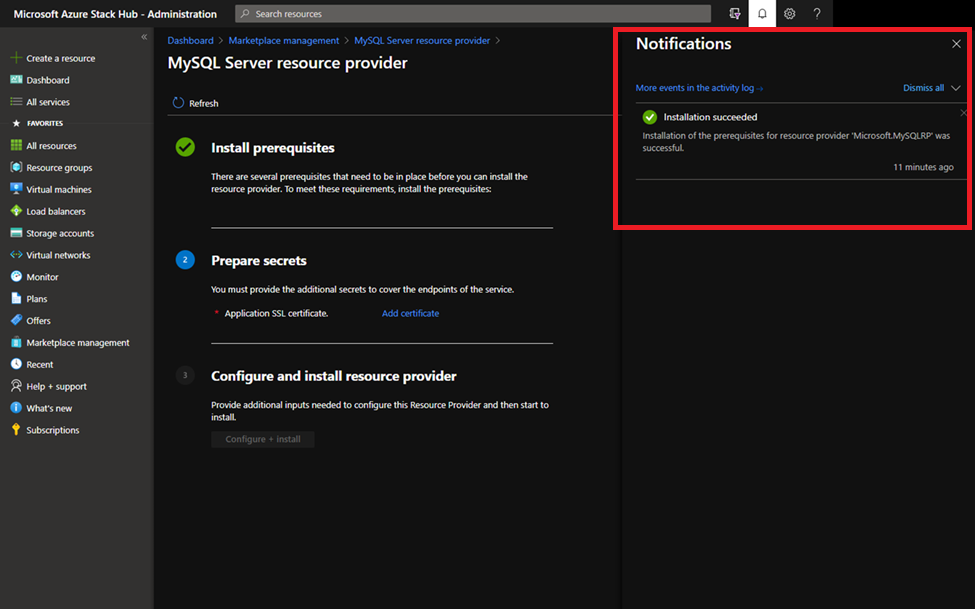 Microsoft Azure Stack Hub - Administration
Search resources
?
«
Create a resource
Dashboard
All services
FAVORITES
All resources
Resource groups
Virtual machines
Load balancers
Storage accounts
Virtual networks
Monitor
Plans
Offers
Marketplace management
Recent
Help + support
What's new
Subscriptions
Dashboard > Marketplace management > MySQL Server resource provider >
MySQL Server resource provider
Refresh
Install prerequisites
There are several prerequisites that need to be in place before you can install the
resource provider. To meet these requirements, install the prerequisites:
2
Prepare secrets
You must provide the additional secrets to cover the endpoints of the service.
* Application SSL certificate. Add certificate
3
Configure and install resource provider
Provide additional inputs needed to configure this Resource Provider and then start to
install.
Configure + install
Notifications
More events in the activity log →
Dismiss all
Installation succeeded
Installation of the prerequisites for resource provider 'Microsoft.MySQLRP' was
successful.
11 minutes ago